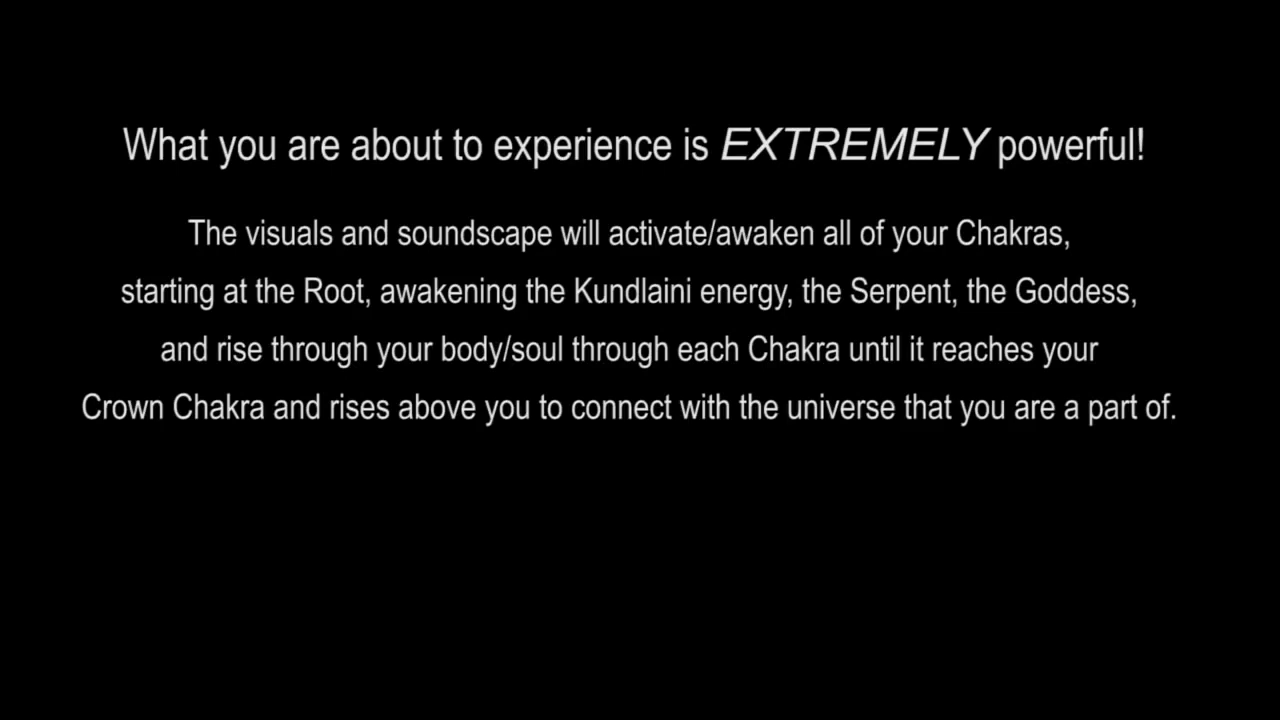 What you are about to experience is EXTREMELY powerful!
The visuals and soundscape will activate/awaken all of your Chakras,
starting at the Root, awakening the Kundlaini energy, the Serpent, the Goddess,
and rise through your body/soul through each Chakra until it reaches your
Crown Chakra and rises above you to connect with the universe that you are a part of.